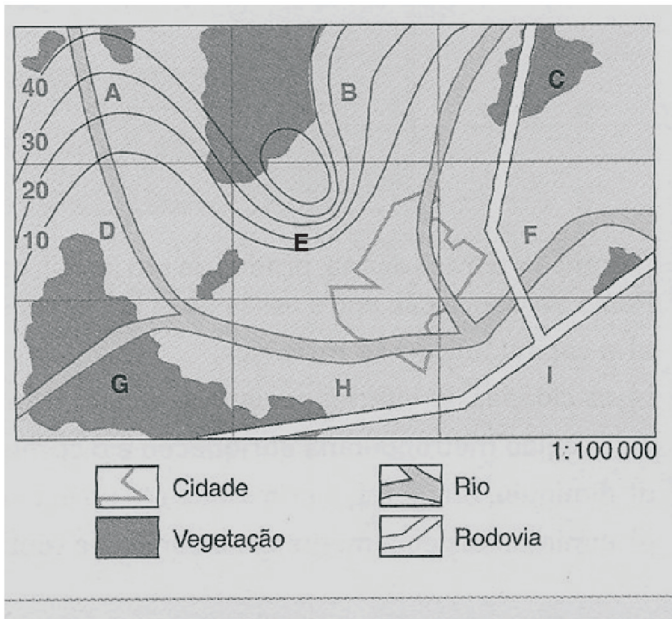 40
A
B
C
30
20
D
E
F
10
G
H
I
1:100 000
Cidade
Rio
Vegetação
Rodovia